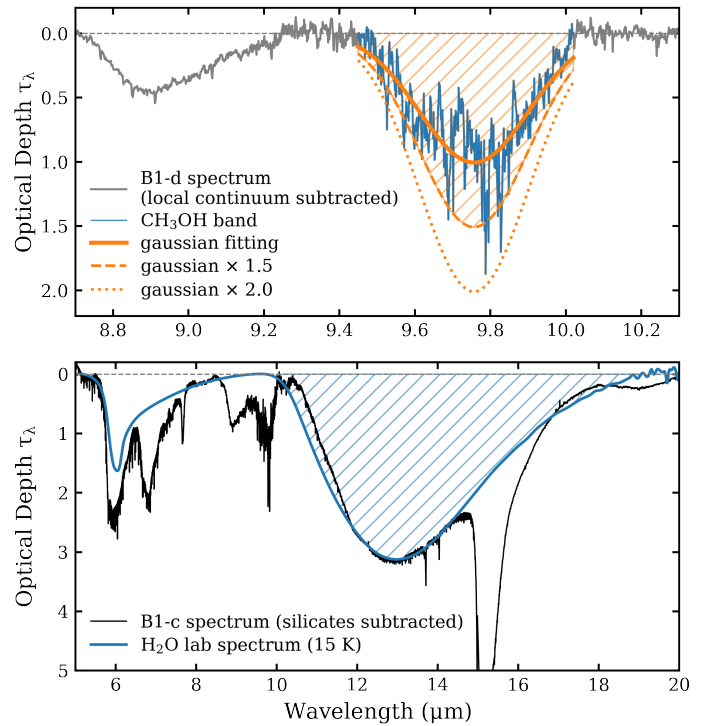 0.0
0.5
1.0
1.5
2.0
Optical Depth τλ
B1-d spectrum
(local continuum subtracted)
CH₃OH band
gaussian fitting
gaussian × 1.5
gaussian × 2.0
8.8 9.0 9.2 9.4 9.6 9.8 10.0 10.2
0
1
2
3
4
5
Optical Depth τλ
B1-c spectrum (silicates subtracted)
H₂O lab spectrum (15 K)
6 8 10 12 14 16 18 20
Wavelength (μm)